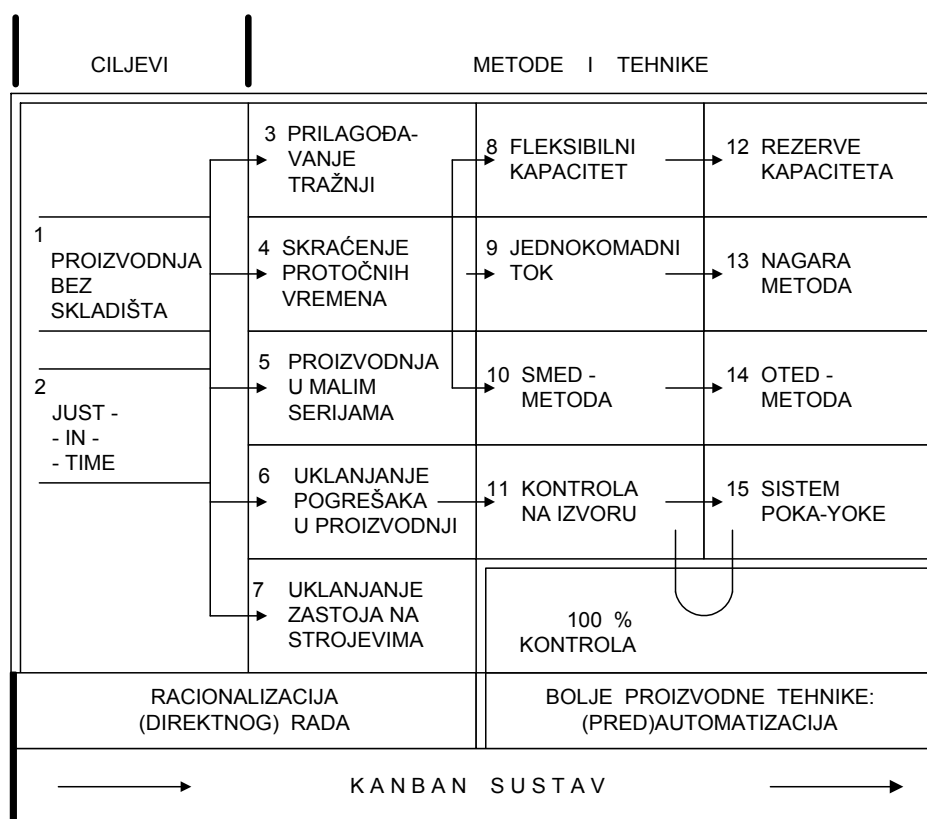 CILJEVI
METODE I TEHNIKE
1
PROIZVODNJA
BEZ
SKLADIŠTA
2
JUST -
- IN -
- TIME
3 PRILAGOĐA-
VANJE
TRAŽNJI
4 SKRAĆENJE
PROTOČNIH
VREMENA
5 PROIZVODNJA
U MALIM
SERIJAMA
6 UKLANJANJE
POGREŠAKA
U PROIZVODNJI
7 UKLANJANJE
ZASTOJA NA
STROJEVIMA
8 FLEKSIBILNI
KAPACITET
9 JEDNOKOMADNI
TOK
10 SMED -
METODA
11 KONTROLA
NA IZVORU
12 REZERVE
KAPACITETA
13 NAGARA
METODA
14 OTED -
METODA
15 SISTEM
POKA-YOKE
100 %
KONTROLA
RACIONALIZACIJA
(DIREKTNOG) RADA
BOLJE PROIZVODNE TEHNIKE:
(PRED)AUTOMATIZACIJA
KANBAN SUSTAV